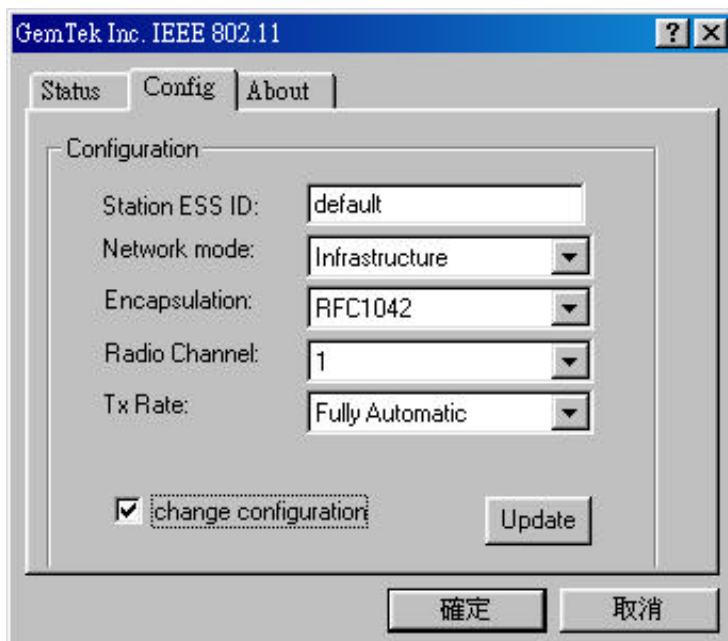 GemTek Inc. IEEE 802.11
Status Config About
Configuration
Station ESS ID: default
Network mode: Infrastructure
Encapsulation: RFC1042
Radio Channel: 1
Tx Rate: Fully Automatic
change configuration Update
確定 取消